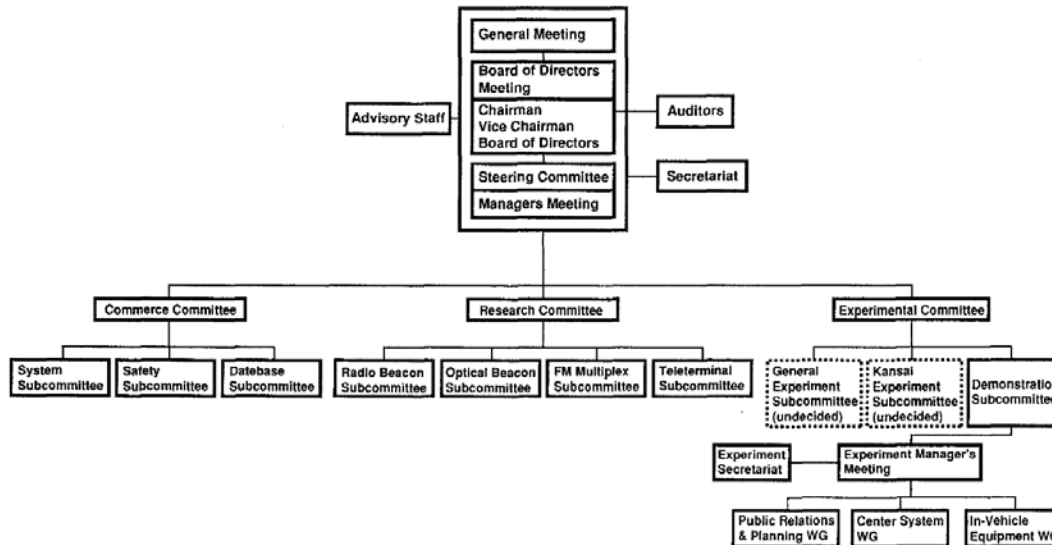 General Meeting
Board of Directors
Meeting
Chairman
Vice Chairman
Board of Directors
Advisory Staff
Auditors
Steering Committee
Secretariat
Managers Meeting
Commerce Committee
Research Committee
Experimental Committee
System
Subcommittee
Safety
Subcommittee
Datebase
Subcommittee
Radio Beacon
Subcommittee
Optical Beacon
Subcommittee
FM Multiplex
Subcommittee
Teleterminal
Subcommittee
General
Experiment
Subcommittee
(undecided)
Kansai
Experiment
Subcommittee
(undecided)
Demonstratio
Subcommitte
Experiment
Secretariat
Experiment Manager's
Meeting
Public Relations
& Planning WG
Center System
WG
In-Vehicle
Equipment W